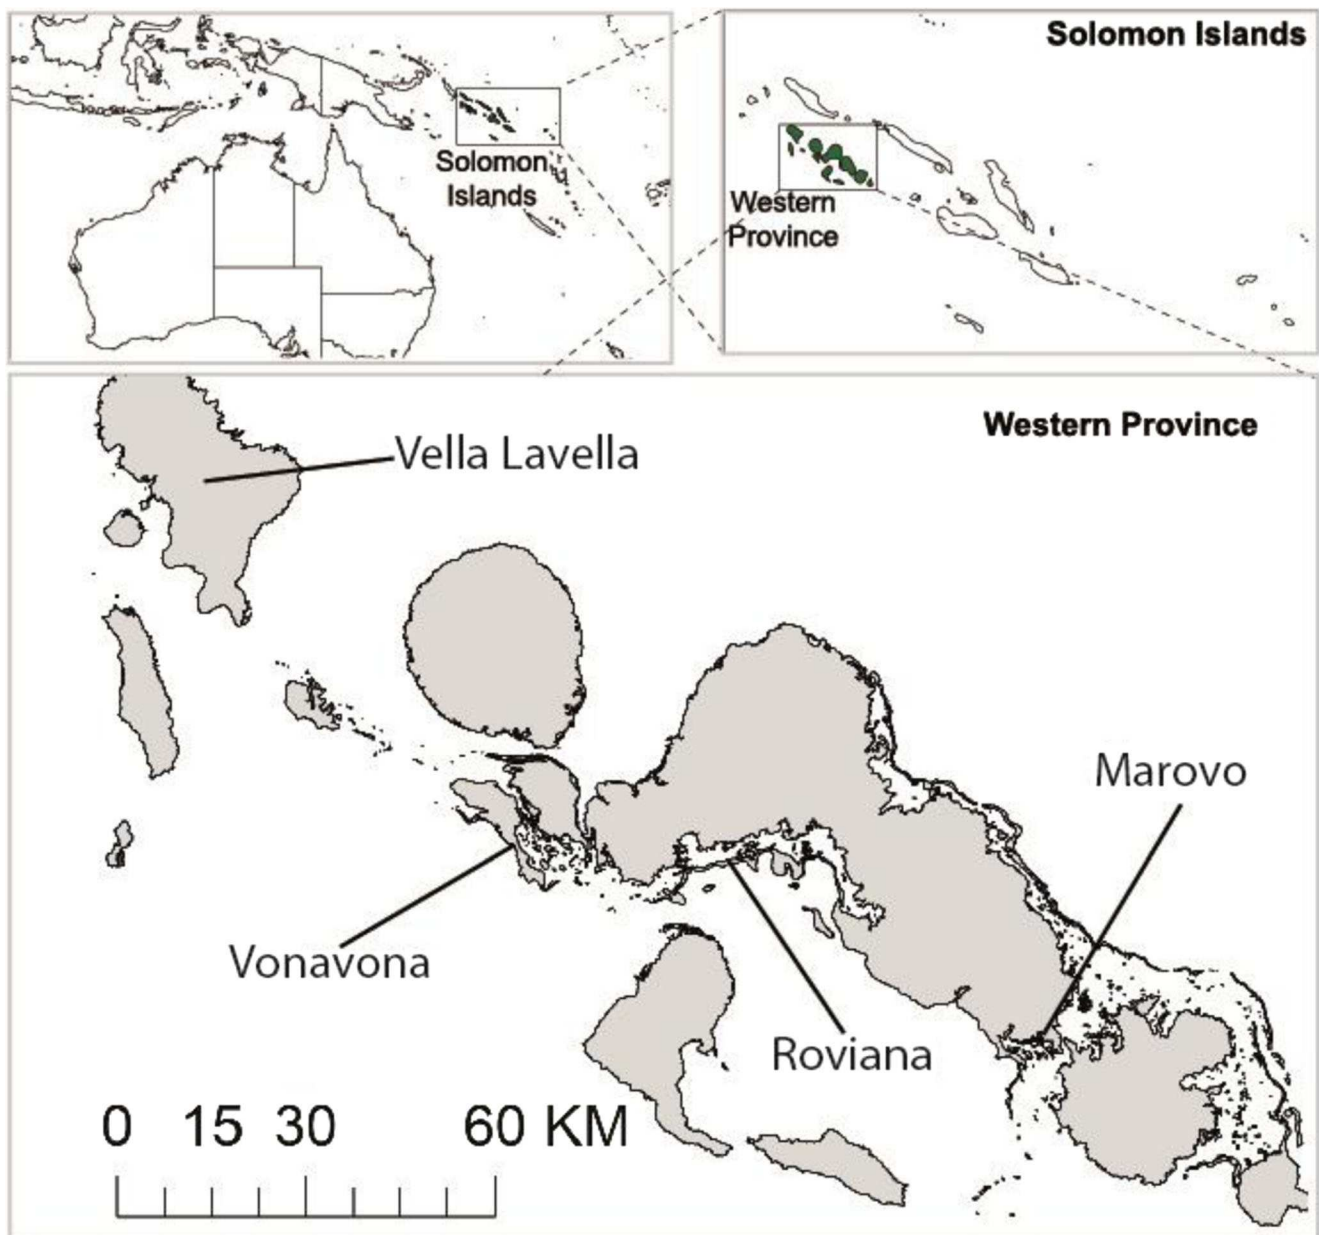 Solomon Islands
Solomon
Islands
Western
Province
Western Province
Vella Lavella
Marovo
Vonavona
Roviana
0 15 30 60 KM